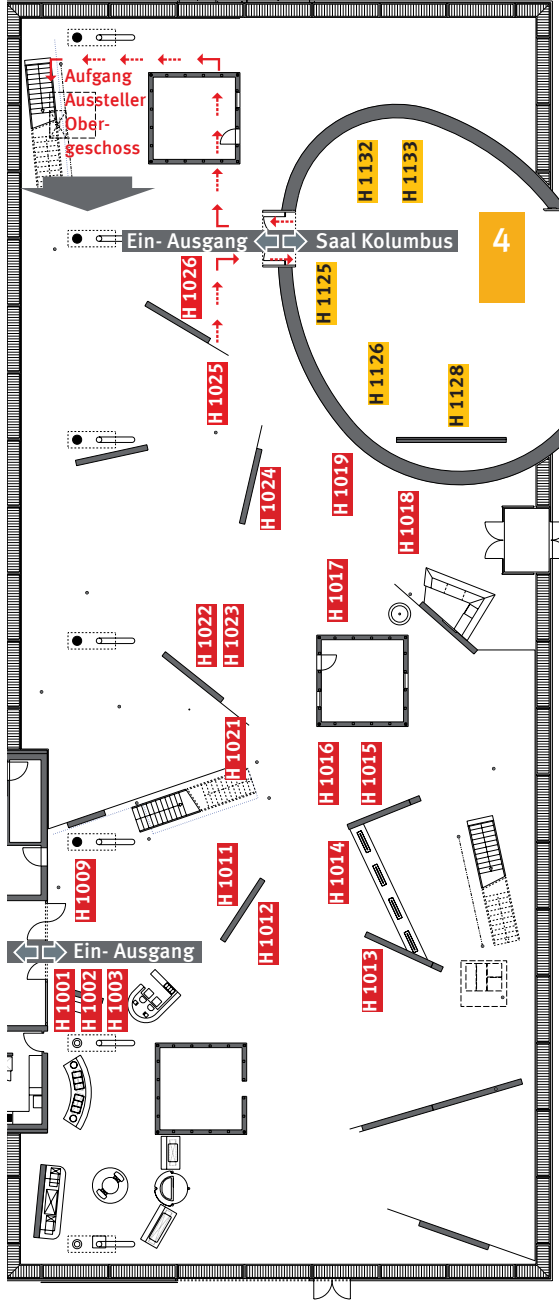 Aufgang
Aussteller
Ober-
geschoss
H 1132
H 1133
4
Ein- Ausgang
Saal Kolumbus
H 1026
H 1125
H 1025
H 1126
H 1128
H 1024
H 1019
H 1018
H 1017
H 1022
H 1023
H 1021
H 1016
H 1015
H 1014
H 1011
H 1009
H 1012
H 1013
Ein- Ausgang
H 1001
H 1002
H 1003